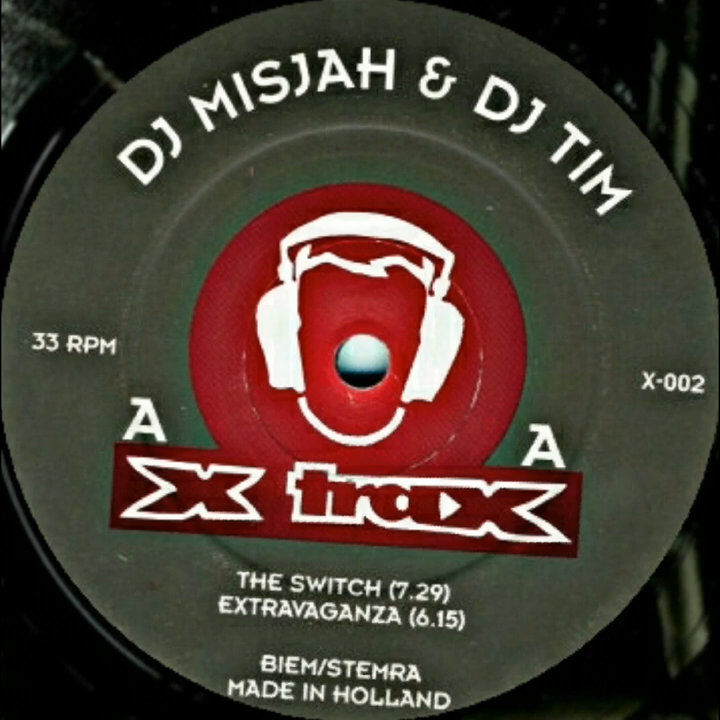 DJ MISJAH & DJ TIM
33 RPM
X-002
A
A
X trax
THE SWITCH (7.29)
EXTRAVAGANZA (6.15)
BIEM/STEMRA
MADE IN HOLLAND